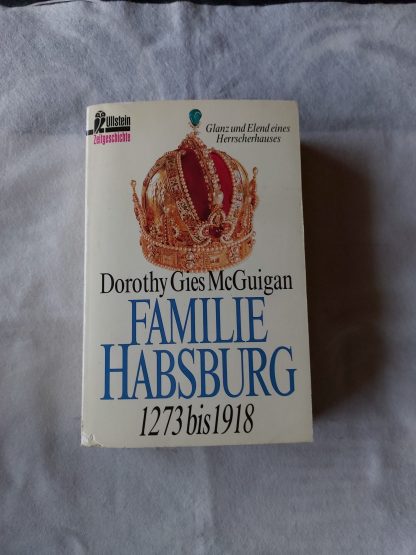 Ullstein
Zeitgeschichte
Glanz und Elend eines
Herrscherhauses
Dorothy Gies McGuigan
FAMILIE
HABSBURG
1273 bis 1918